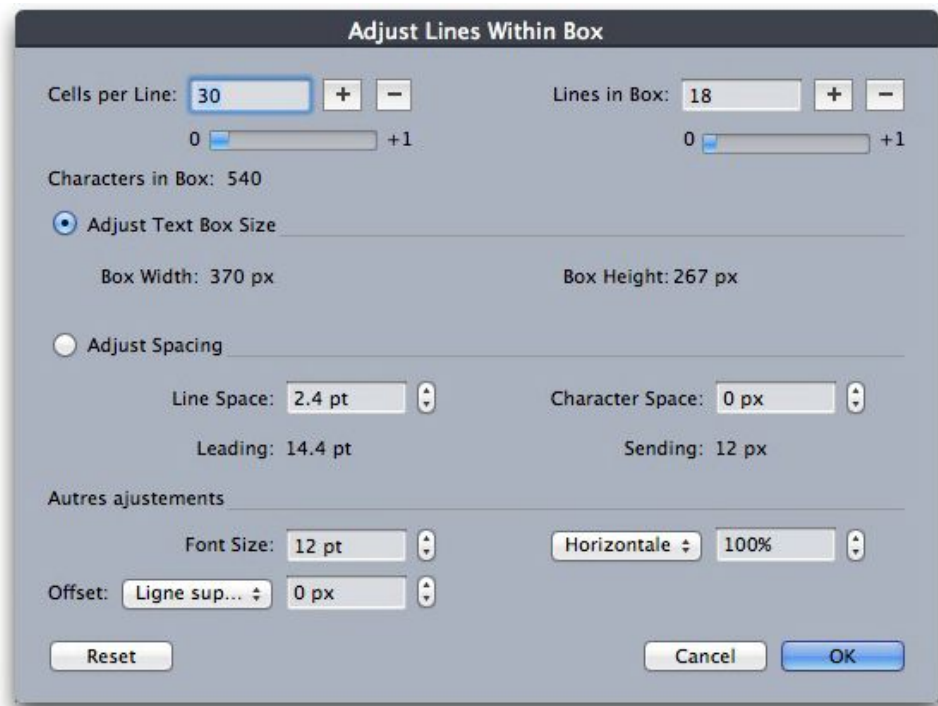 Adjust Lines Within Box
Cells per Line: 30 + − Lines in Box: 18 + −
0 +1 0 +1
Characters in Box: 540
Adjust Text Box Size
Box Width: 370 px Box Height: 267 px
Adjust Spacing
Line Space: 2.4 pt Character Space: 0 px
Leading: 14.4 pt Sending: 12 px
Autres ajustements
Font Size: 12 pt Horizontale 100%
Offset: Ligne sup... 0 px
Reset Cancel OK